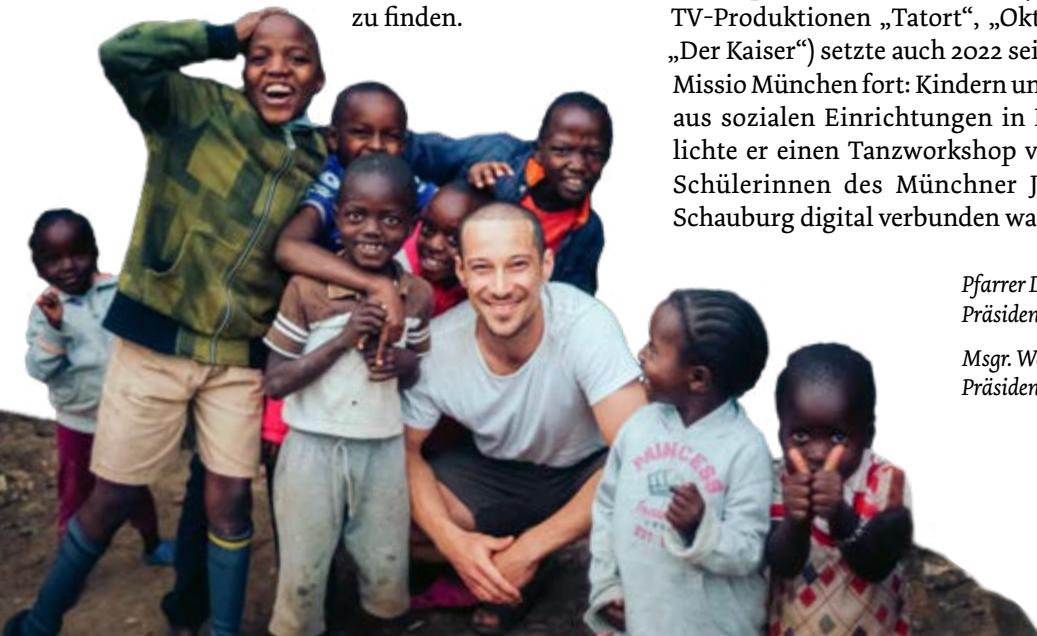 zu finden.
TV-Produktionen „Tatort“, „Okt
„Der Kaiser“) setzte auch 2022 sei
Missio München fort: Kindern un
aus sozialen Einrichtungen in
lichte er einen Tanzworkshop v
Schülerinnen des Münchner J
Schauburg digital verbunden wa
Pfarrer
Präsiden
Msgr. W
Präsiden
PRINCESS